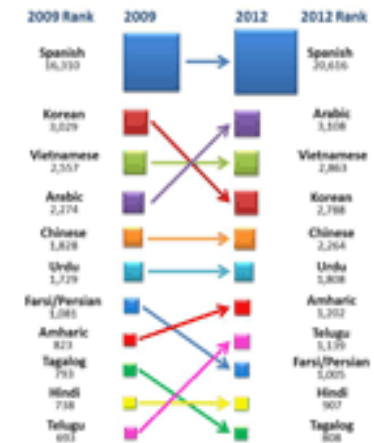 2009 Rank 2009 2012 2012 Rank
Spanish Spanish
16,310 20,616
Korean Arabic
3,029 3,108
Vietnamese Vietnamese
2,557 2,863
Arabic Korean
2,274 2,788
Chinese Chinese
1,828 2,264
Urdu Urdu
1,729 1,808
Farsi/Persian Amharic
1,081 1,202
Amharic Telugu
823 1,139
Tagalog Farsi/Persian
793 1,005
Hindi Hindi
738 907
Telugu Tagalog
693 808